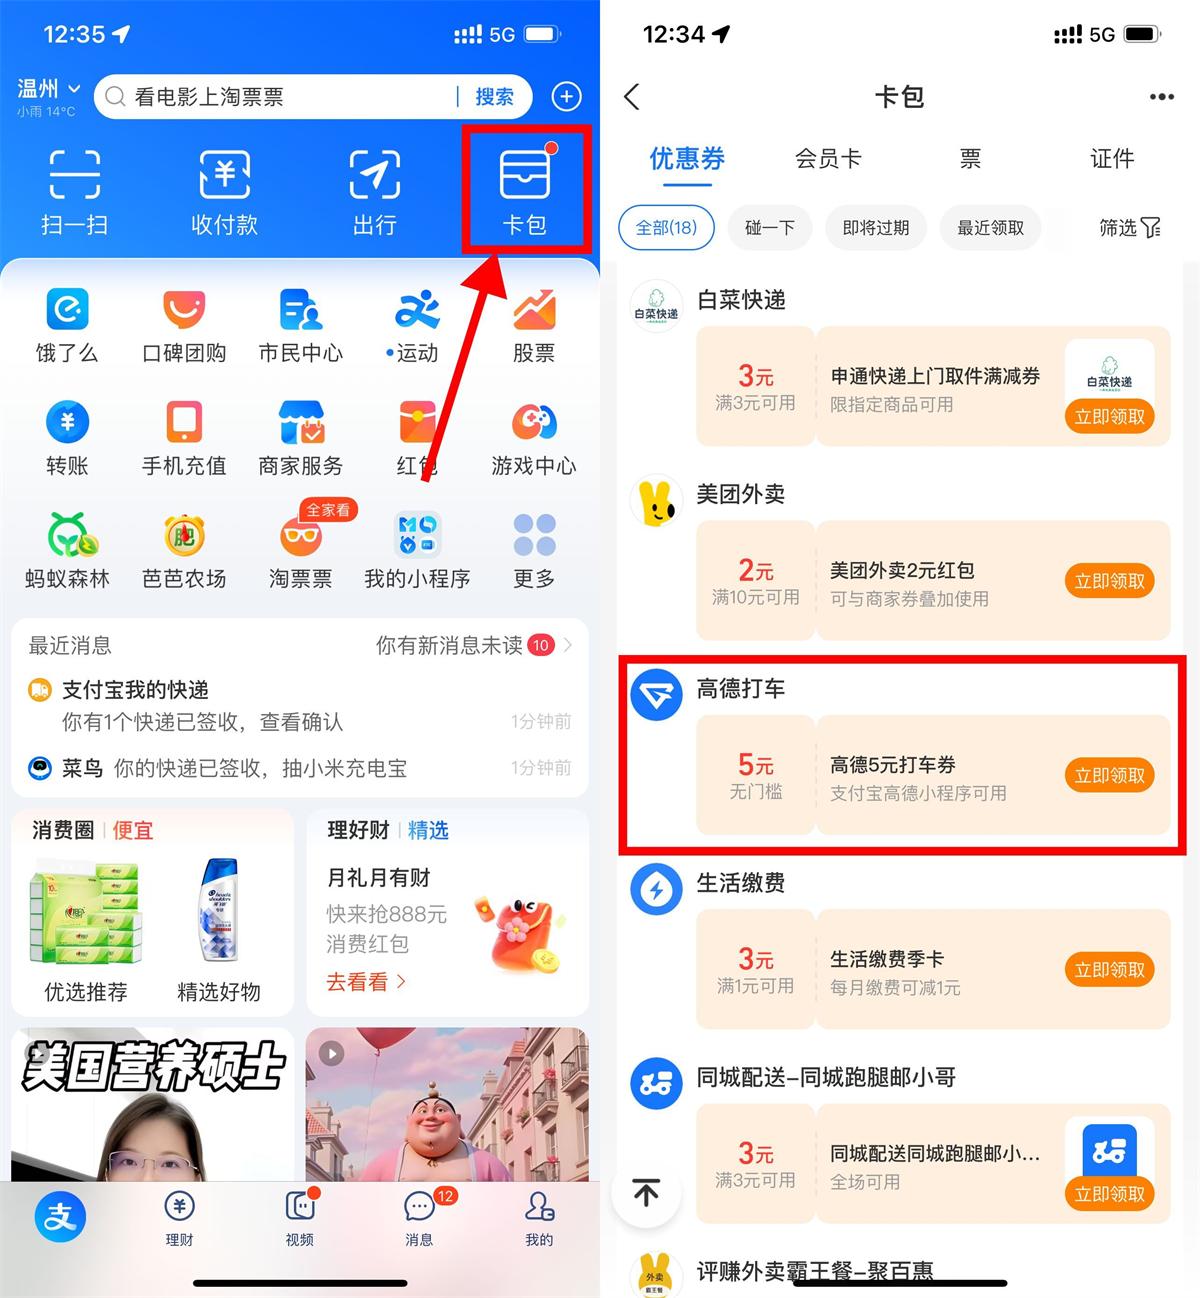 12:35
5G
温州
小雨 14°C
看电影上淘票票
搜索
扫一扫
收付款
出行
卡包
饿了么
口碑团购
市民中心
运动
股票
转账
手机充值
商家服务
红包
游戏中心
全家看
肥
蚂蚁森林
芭芭农场
淘票票
我的小程序
更多
最近消息
你有新消息未读 10
支付宝我的快递
你有1个快递已签收，查看确认
1分钟前
菜鸟 你的快递已签收，抽小米充电宝
1分钟前
消费圈 | 便宜
优选推荐
精选好物
理好财 | 精选
月礼月有财
快来抢888元
消费红包
去看看
美国营养硕士
支
理财
视频
消息
12
我的
12:34
5G
卡包
优惠券
会员卡
票
证件
全部(18)
碰一下
即将过期
最近领取
筛选
白菜快递
白菜快递
3元
满3元可用
申通快递上门取件满减券
限指定商品可用
白菜快递
立即领取
美团外卖
2元
满10元可用
美团外卖2元红包
可与商家券叠加使用
立即领取
高德打车
5元
无门槛
高德5元打车券
支付宝高德小程序可用
立即领取
生活缴费
3元
满1元可用
生活缴费季卡
每月缴费可减1元
立即领取
同城配送-同城跑腿邮小哥
3元
满3元可用
同城配送同城跑腿邮小...
全场可用
立即领取
外卖
霸王餐
评赚外卖霸王餐-聚百惠